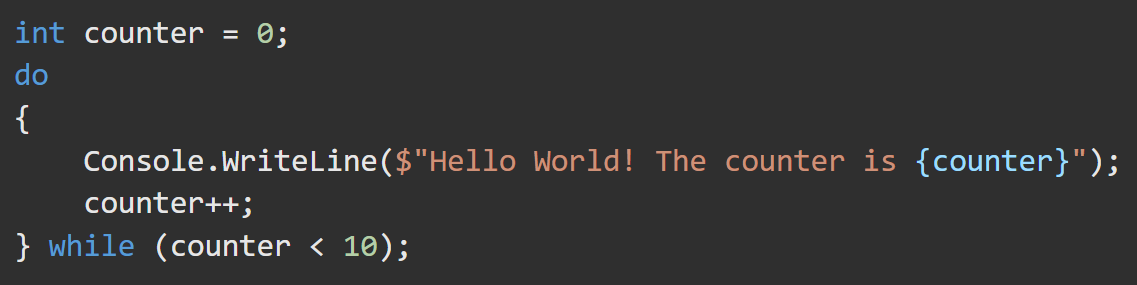 int counter = 0;
do
{
    Console.WriteLine($"Hello World! The counter is {counter}");
    counter++;
} while (counter < 10);